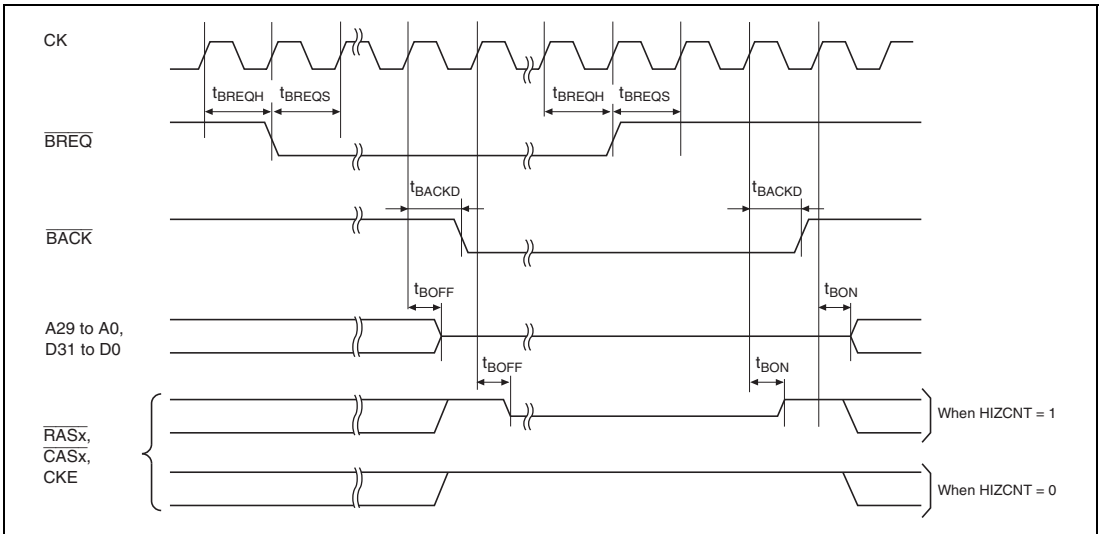 CK
tBREQH tBREQS tBREQH tBREQS
BREQ
tBACKD tBACKD
BACK
tBOFF tBON
A29 to A0,
D31 to D0
tBOFF tBON
RASx,
CASx,
CKE
When HIZCNT = 1
When HIZCNT = 0